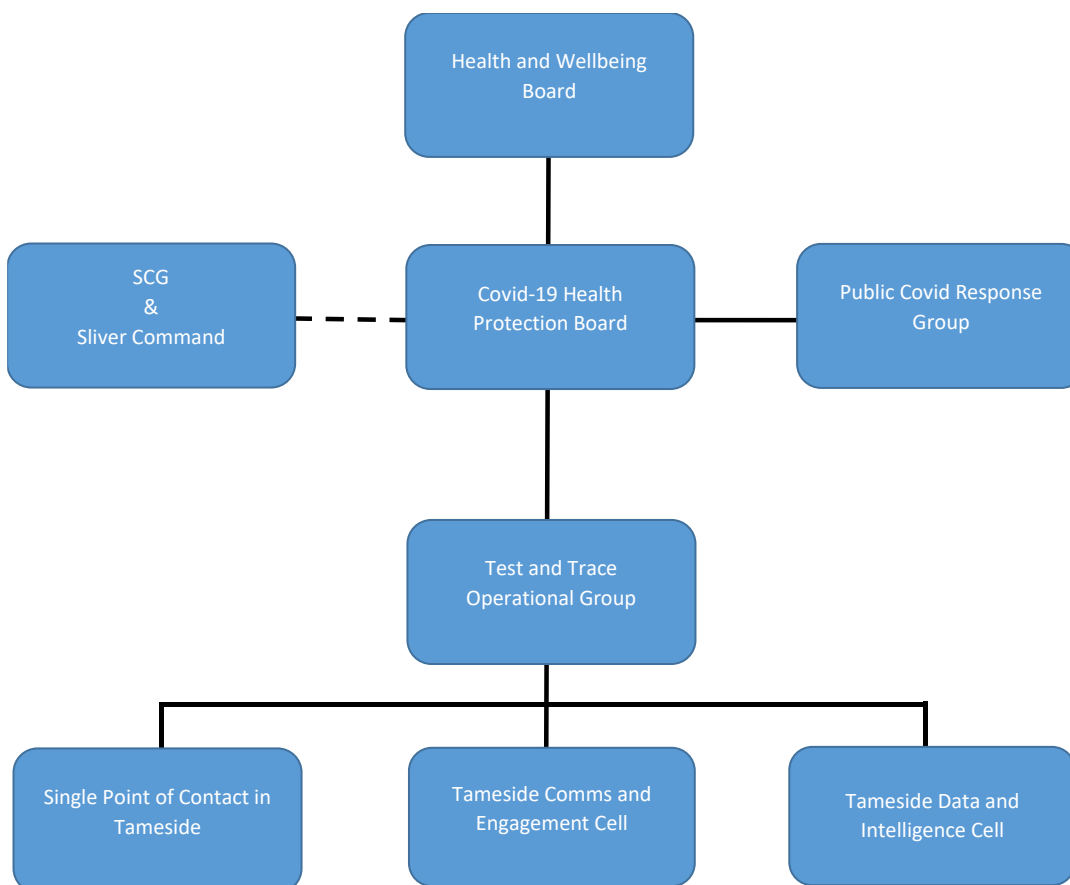 Health and Wellbeing
Board
SCG
&
Sliver Command
Covid-19 Health
Protection Board
Public Covid Response
Group
Test and Trace
Operational Group
Single Point of Contact in
Tameside
Tameside Comms and
Engagement Cell
Tameside Data and
Intelligence Cell